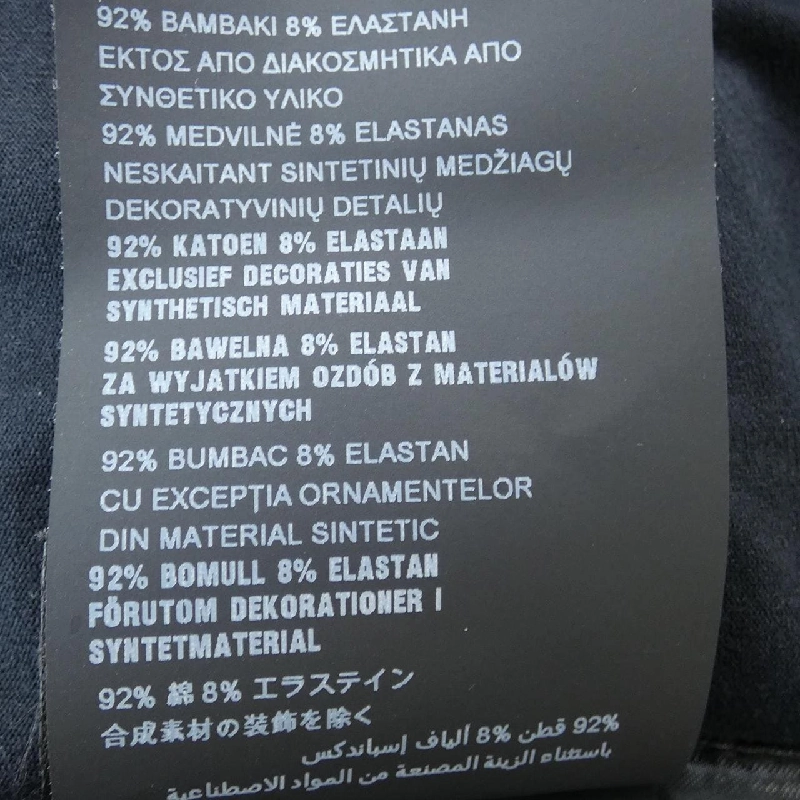 92% ΒΑΜΒΑΚΙ 8% ΕΛΑΣΤΑΝΗ
ΕΚΤΟΣ ΑΠΟ ΔΙΑΚΟΣΜΗΤΙΚΑ ΑΠΟ
ΣΥΝΘΕΤΙΚΟ ΥΛΙΚΟ
92% MEDVILNĖ 8% ELASTANAS
NESKAITANT SINTETINIŲ MEDŽIAGŲ
DEKORATYVINIŲ DETALIŲ
92% KATOEN 8% ELASTAAN
EXCLUSIEF DECORATIES VAN
SYNTHETISCH MATERIAAL
92% BAWEŁNA 8% ELASTAN
ZA WYJĄTKIEM OZDÓB Z MATERIAŁÓW
SYNTETYCZNYCH
92% BUMBAC 8% ELASTAN
CU EXCEPȚIA ORNAMENTELOR
DIN MATERIAL SINTETIC
92% BOMULL 8% ELASTAN
FÖRUTOM DEKORATIONER I
SYNTETMATERIAL
92% 綿 8% エラステイン
合成素材の装飾を除く
92% قطن 8% ألياف إسباندكس
باستثناء الزينة المصنعة من المواد الاصطناعية